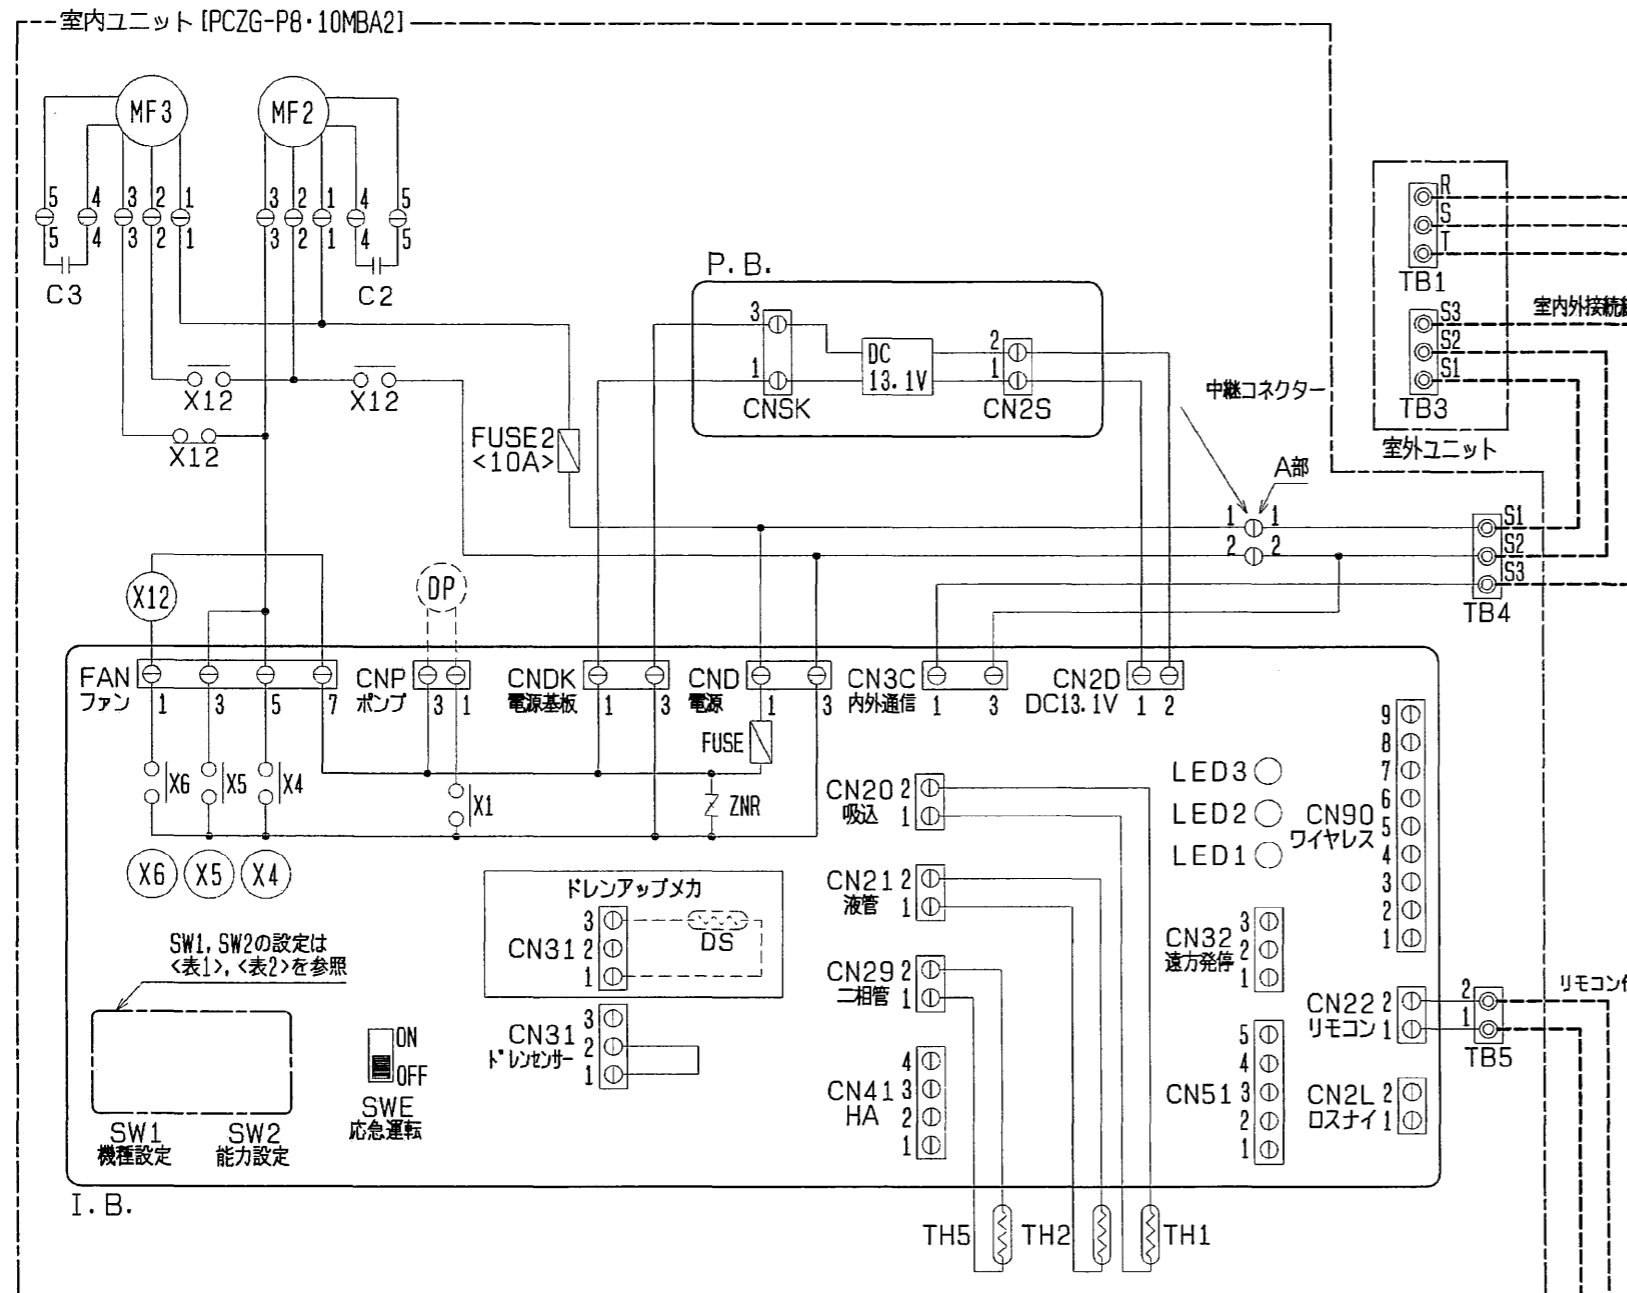 室内ユニット [PCZG-P8・10MBA2]
MF3
MF2
5 4 3 2 1
3 2 1 4 5
5 4 3 2 1
3 2 1 4 5
C3
C2
R
S
T
TB1
室内外接続
S3
S2
S1
TB3
室外ユニット
P. B.
3
1
CNSK
DC
13. 1V
2
1
CN2S
中継コネクター
A部
X12
X12
X12
FUSE2
<10A>
1 1
2 2
S1
S2
S3
TB4
X12
DP
FAN
ファン
1 3 5 7
CNP
ポンプ
3 1
CNDK
電源基板
1 3
CND
電源
1 3
CN3C
内外通信
1 3
CN2D
DC13. 1V
1 2
FUSE
X6
X5
X4
X1
ZNR
X6
X5
X4
CN20
吸込
2
1
LED3
LED2
LED1
CN90
ワイヤレス
9
8
7
6
5
4
3
2
1
ドレンアップメカ
CN31
3
2
1
DS
CN21
液管
2
1
CN32
遠方発停
3
2
1
SW1, SW2の設定は
<表1>, <表2>を参照
CN29
二相管
2
1
CN22
リモコン
2
1
2
1
TB5
リモコン
ON
OFF
SWE
応急運転
CN31
ドレンセンサー
3
2
1
CN41
HA
4
3
2
1
CN51
5
4
3
2
1
CN2L
ロスナイ
2
1
SW1
機種設定
SW2
能力設定
I. B.
TH5
TH2
TH1